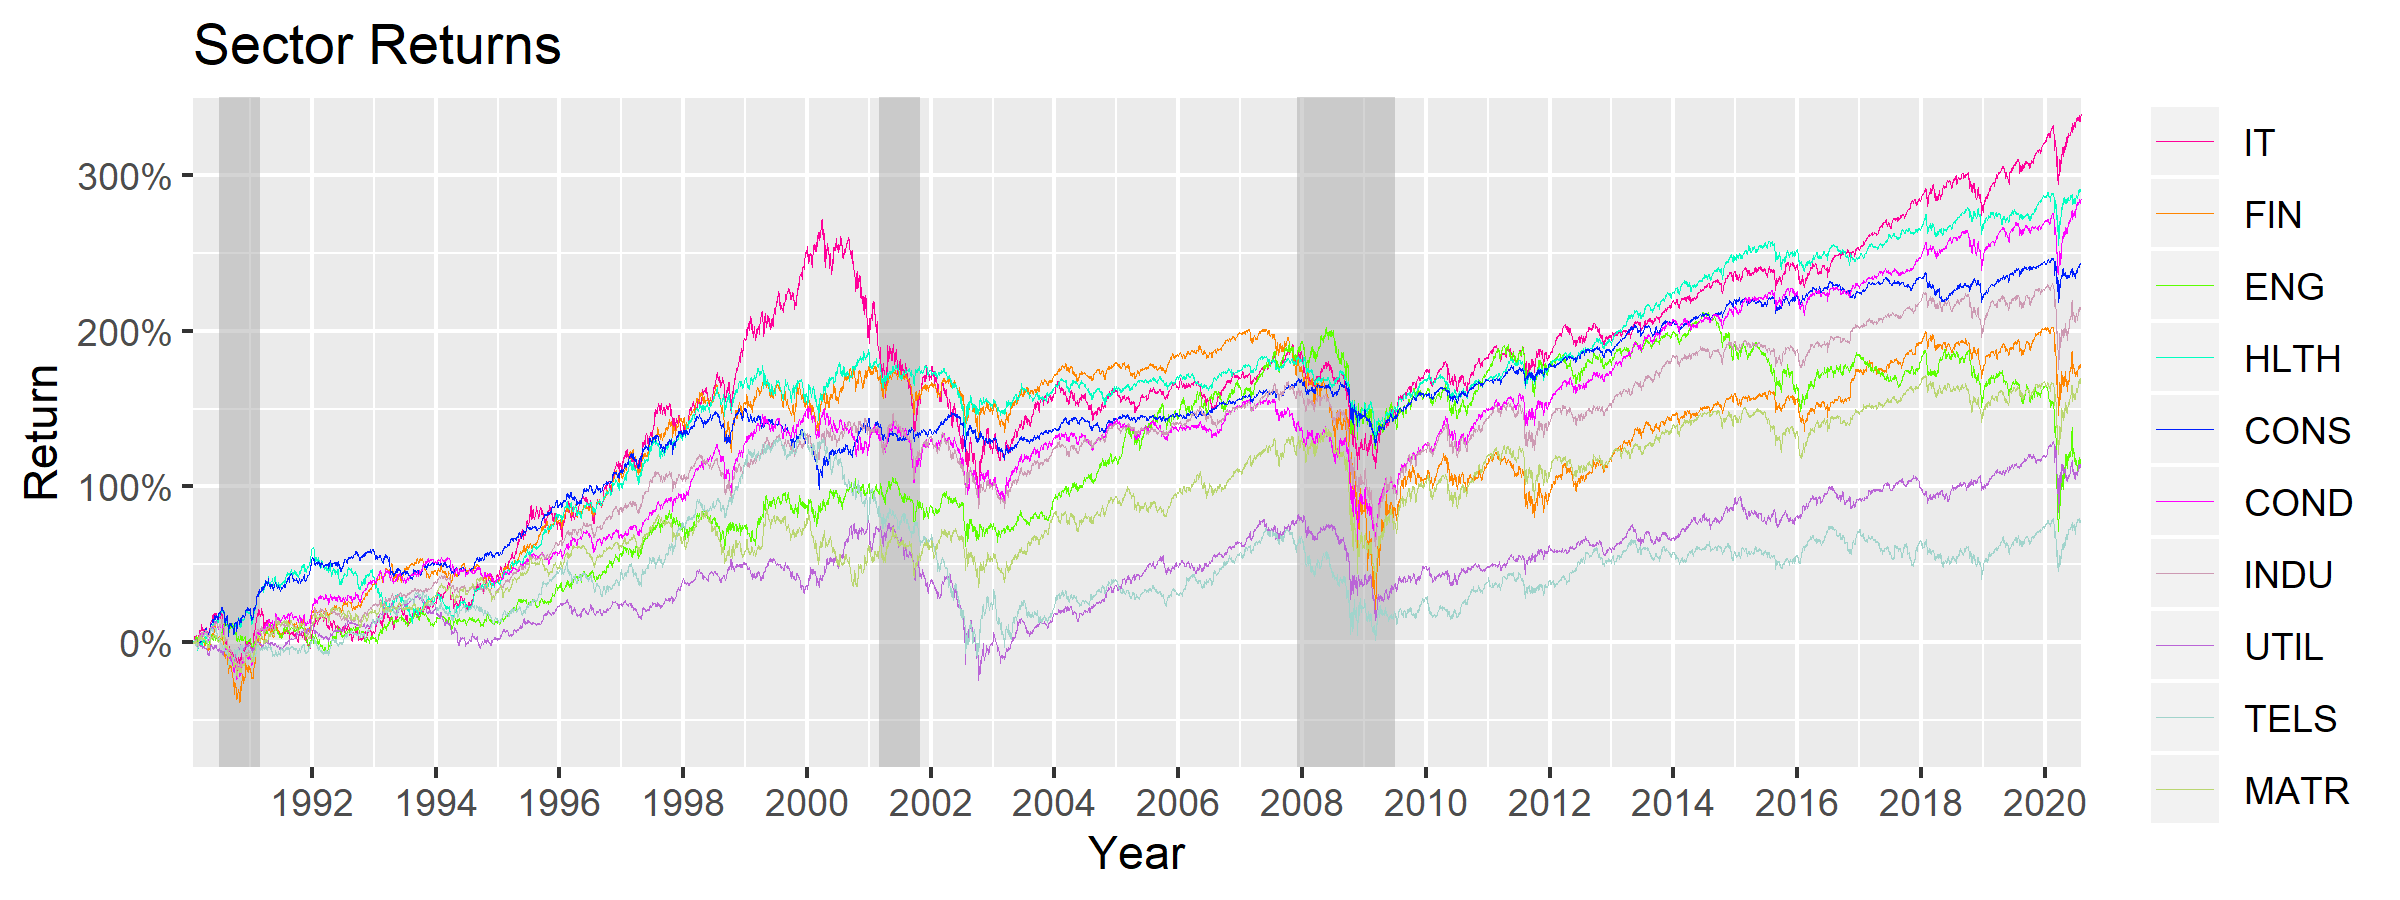 Sector Returns
Return
300%
200%
100%
0%
1992 1994 1996 1998 2000 2002 2004 2006 2008 2010 2012 2014 2016 2018 2020
Year
IT
FIN
ENG
HLTH
CONS
COND
INDU
UTIL
TELS
MATR